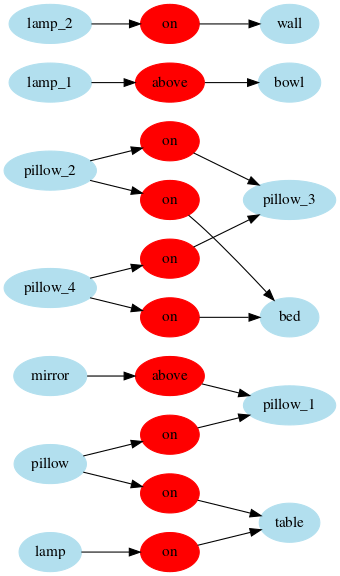 lamp_2 on wall
lamp_1 above bowl
on
pillow_2
on pillow_3
on
pillow_4
on bed
mirror above
pillow_1
on
pillow
on
table
lamp on